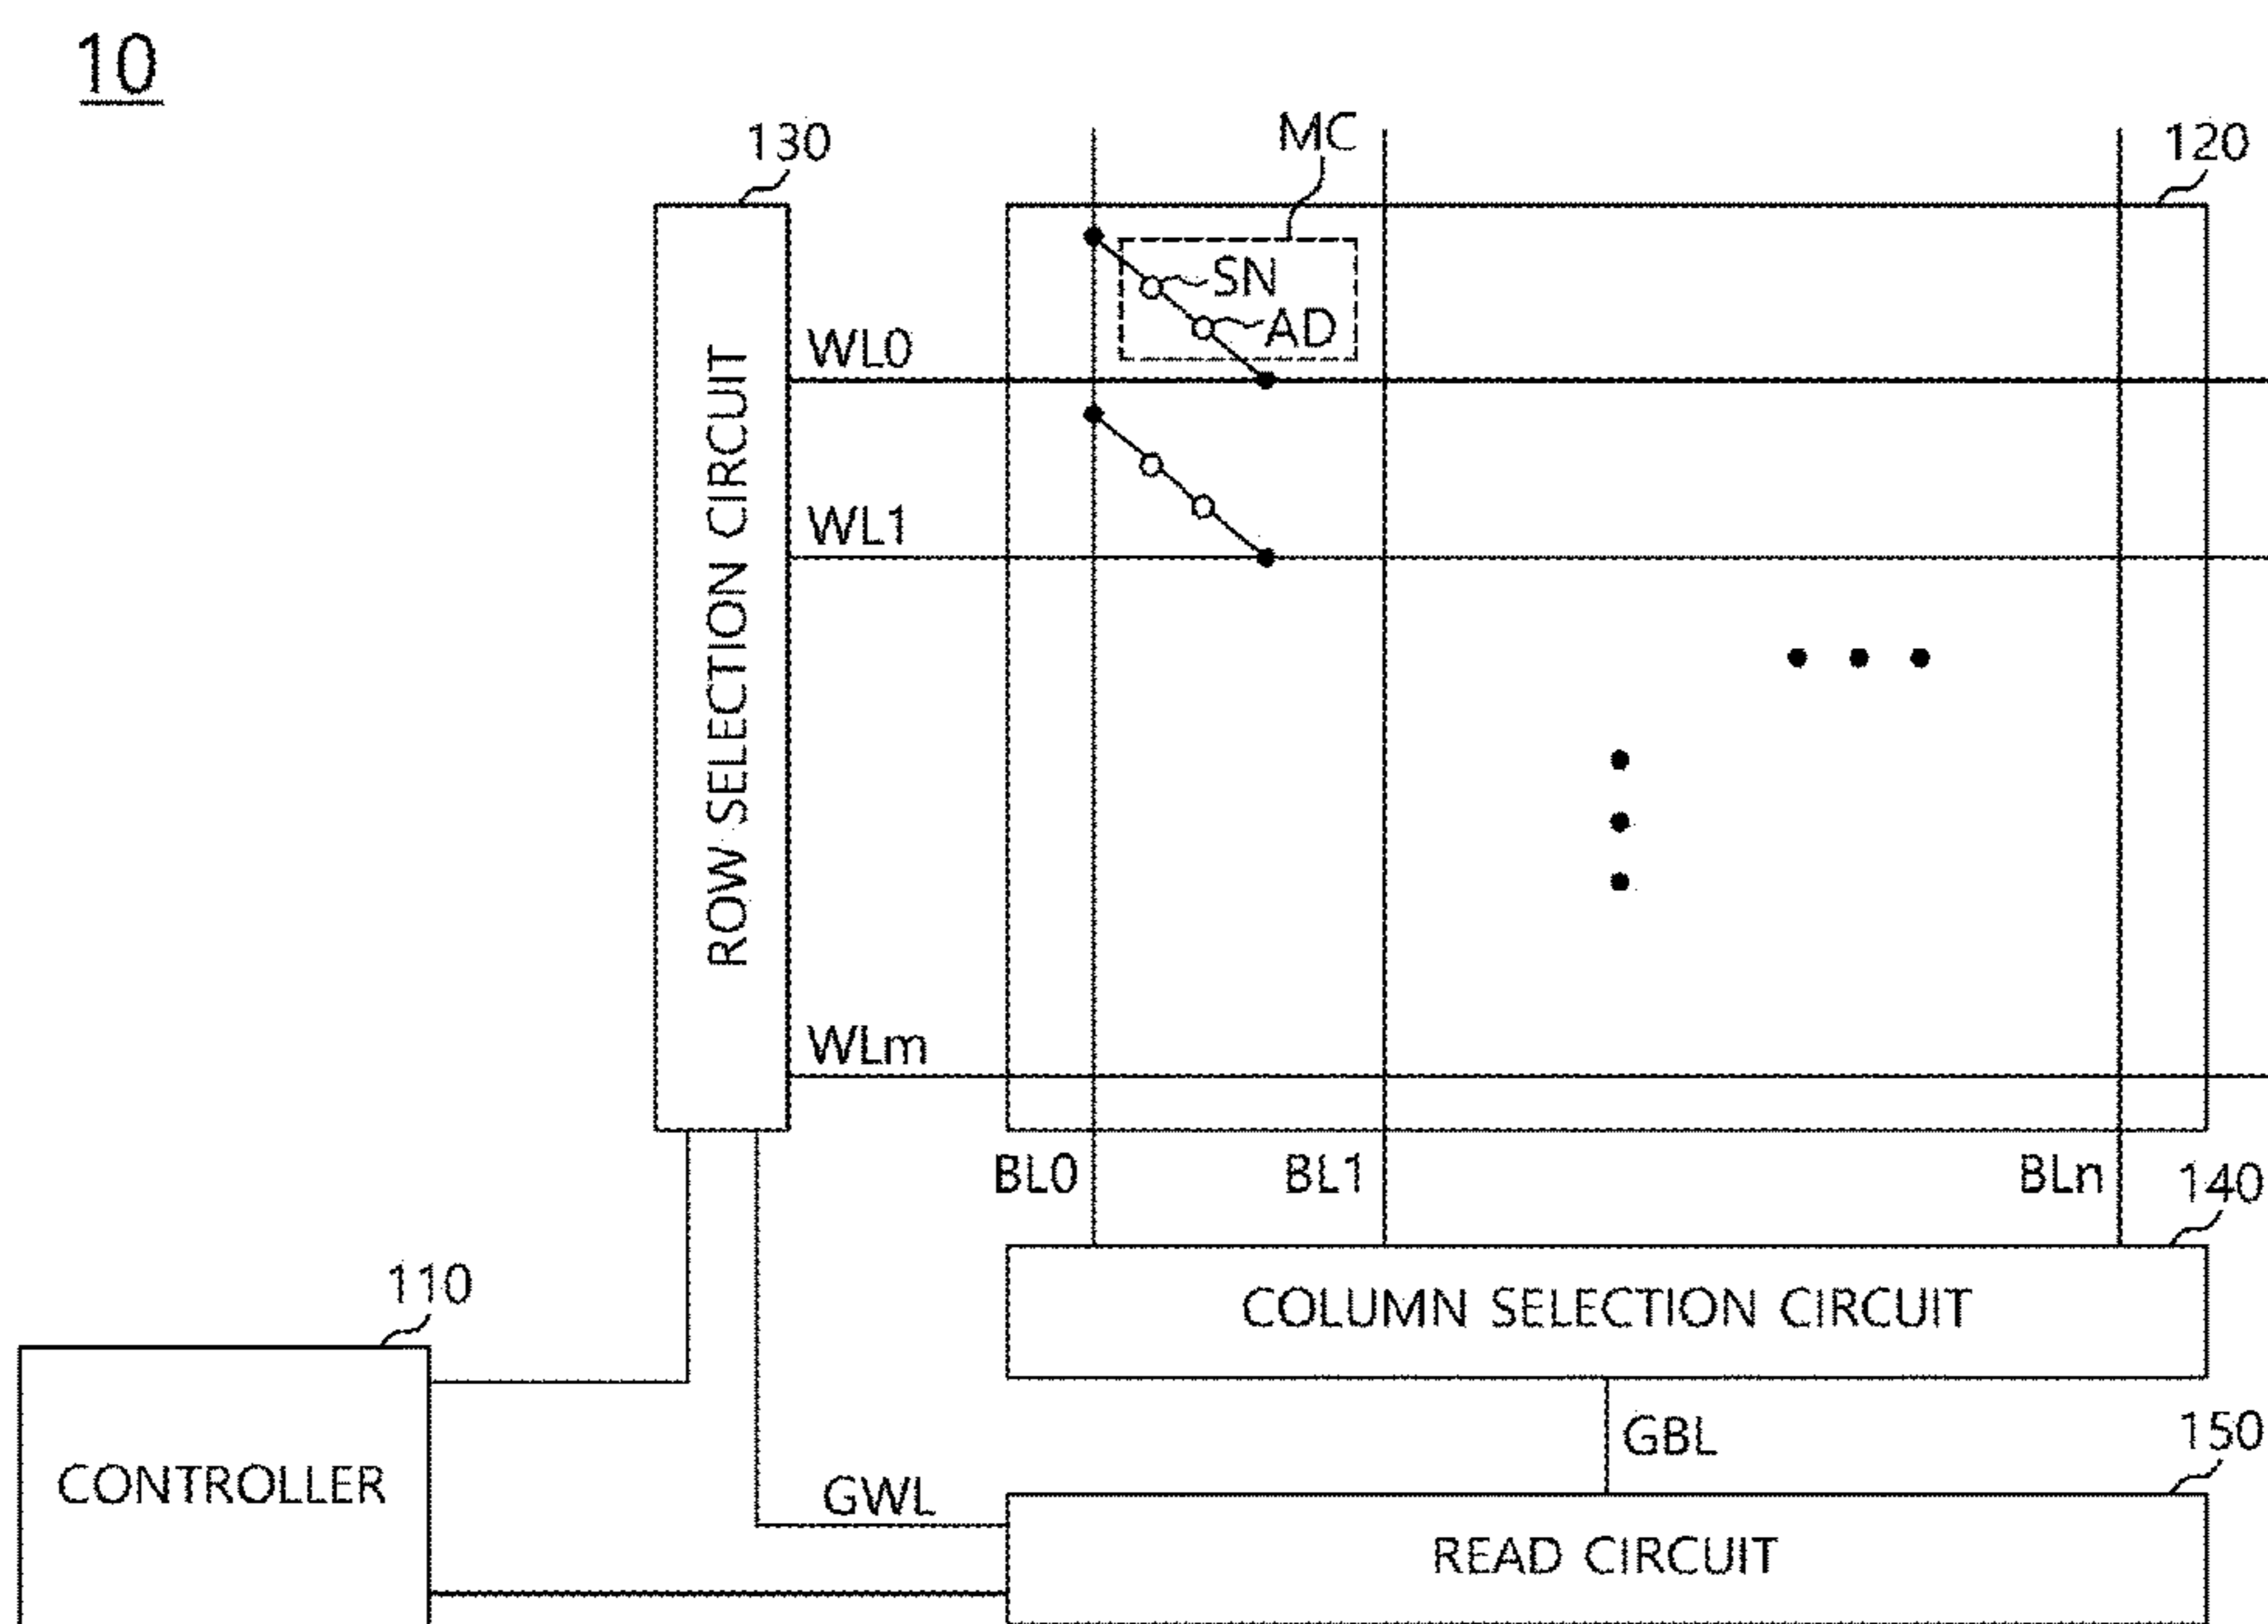 10
130
MC
120
SN
AD
WL0
WL1
ROW SELECTION CIRCUIT
WLm
BL0
BL1
BLn
140
COLUMN SELECTION CIRCUIT
110
GBL
150
CONTROLLER
GWL
READ CIRCUIT